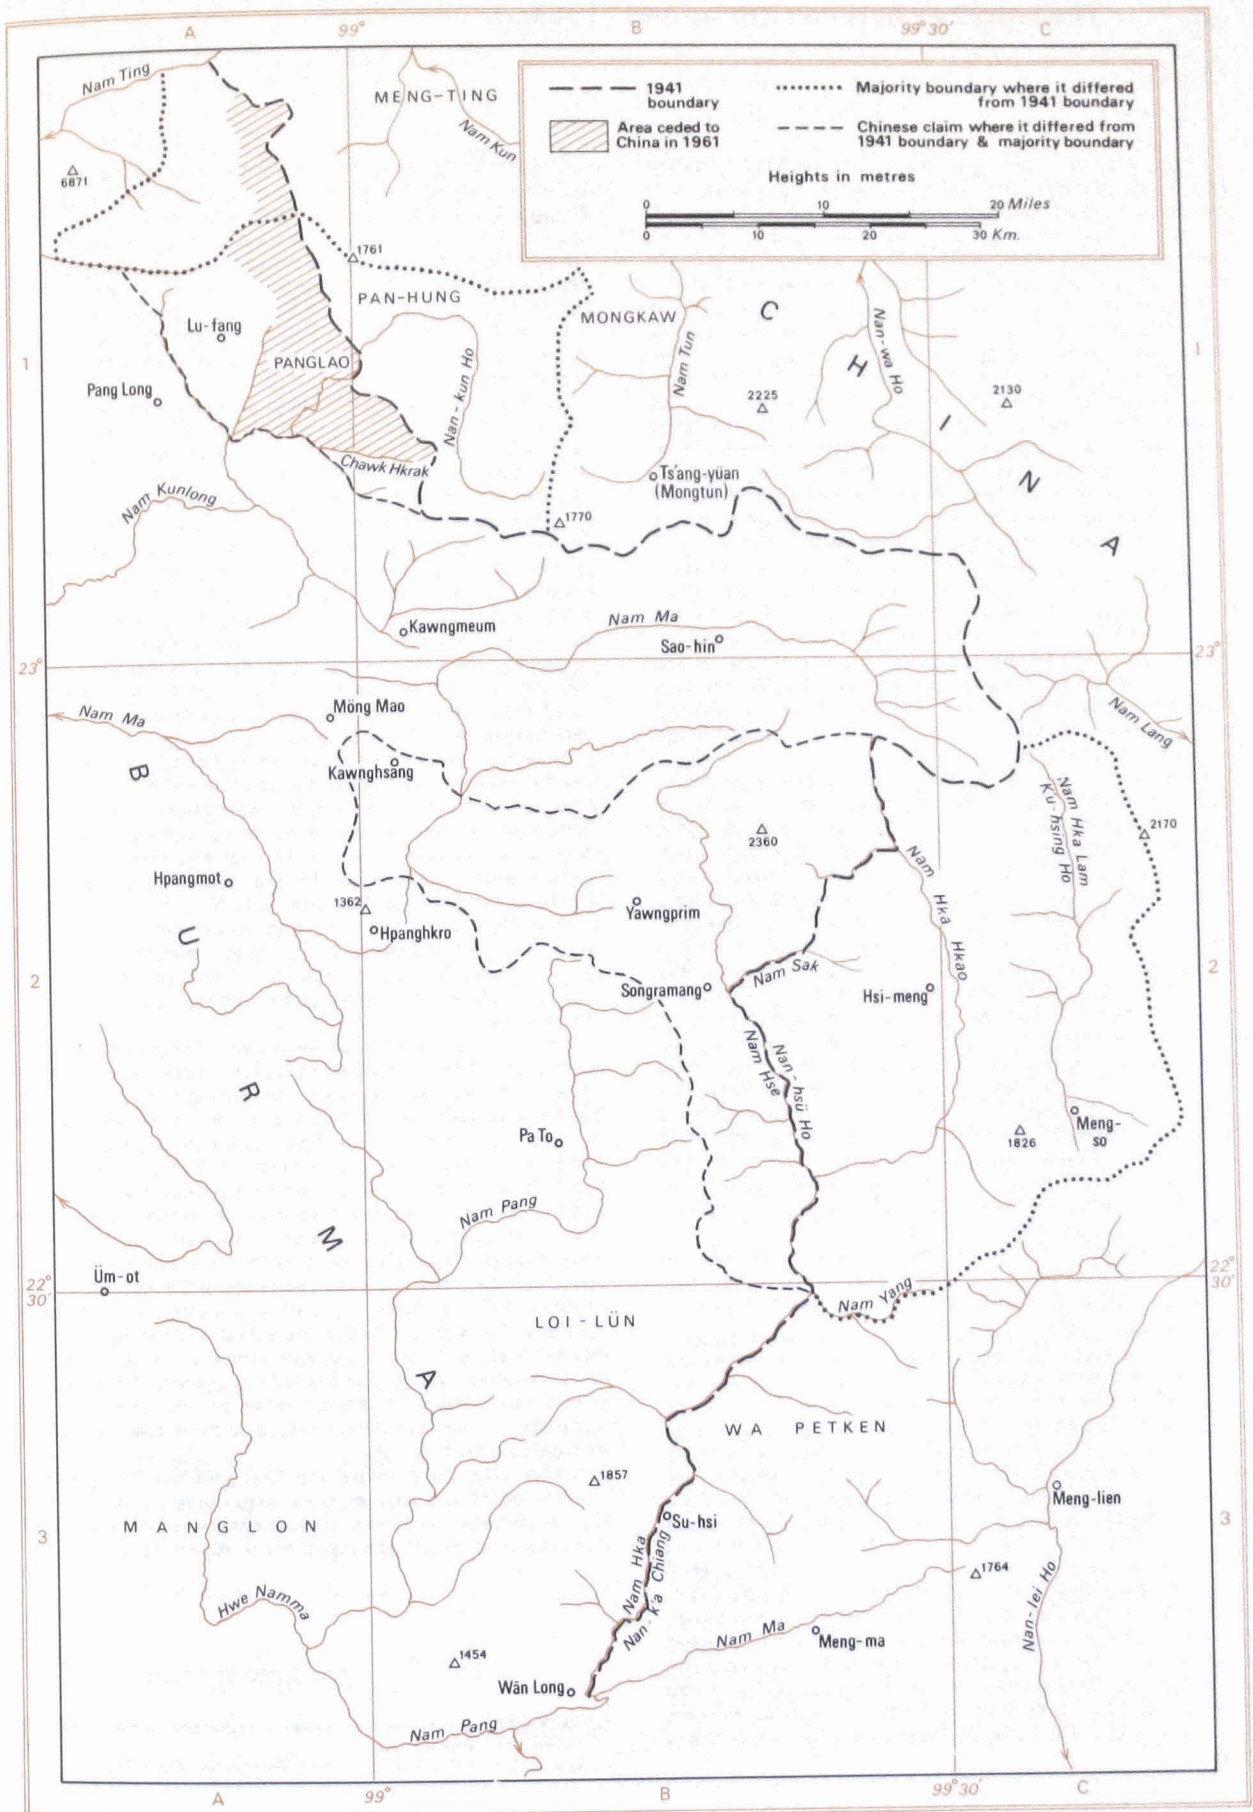 A
99°
B
99° 30′
C
Nam Ting
MENG-TING
Nam Kun
1941
boundary
Majority boundary where it differed
from 1941 boundary
Area ceded to
China in 1961
Chinese claim where it differed from
1941 boundary & majority boundary
Heights in metres
0 10 20 Miles
0 10 20 30 Km.
6871
1761
PAN-HUNG
MONGKAW
C
H
I
N
A
Lu-fang
PANGLAO
Nan-kun Ho
Nam Tun
Nan-wa Ho
1
1
Pang Long
2225
2130
Chawk Hkrak
Ts'ang-yüan
(Mongtun)
Nam Kunlong
1770
Kawngmeum
Nam Ma
Sao-hin
23°
23°
Möng Mao
Nam Ma
Nam Lang
B
U
R
M
A
Kawnghsang
Nam Hka Lam
K'u-hsing Ho
2170
2360
Hpangmot
Nam Hka Hkao
1362
Yawngprim
Hpanghkro
2
2
Songramang
Nam Sak
Hsi-meng
Nam Hse
Nan-hsü Ho
Pa To
1826
Meng-
so
Nam Pang
22°
30′
22°
30′
Üm-ot
Nam Yang
LOI-LÜN
WA PETKEN
1857
Meng-lien
MANGLON
Su-hsi
3
3
Nam Hka
Nan-k'a Chiang
1764
Hwe Namma
Nan-lei Ho
Nam Ma
Meng-ma
1454
Wān Long
Nam Pang
A
99°
B
99° 30′
C